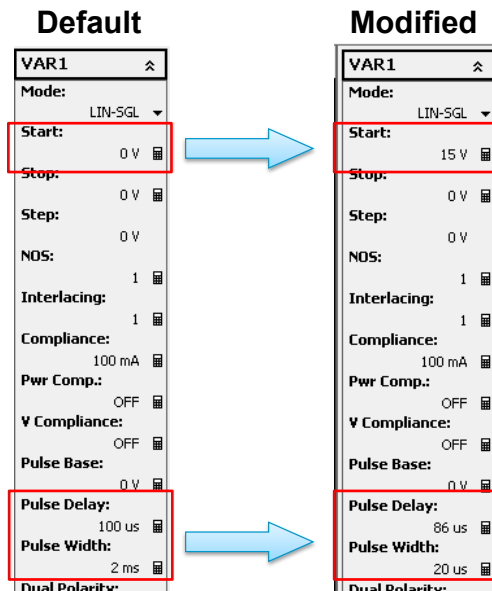 Default
VAR1
Mode:
LIN-SGL
Start:
0 V
Stop:
0 V
Step:
0 V
NOS:
1
Interlacing:
1
Compliance:
100 mA
Pwr Comp.:
OFF
V Compliance:
OFF
Pulse Base:
0 V
Pulse Delay:
100 us
Pulse Width:
2 ms
Dual Polarity:
Modified
VAR1
Mode:
LIN-SGL
Start:
15 V
Stop:
0 V
Step:
0 V
NOS:
1
Interlacing:
1
Compliance:
100 mA
Pwr Comp.:
OFF
V Compliance:
OFF
Pulse Base:
0 V
Pulse Delay:
86 us
Pulse Width:
20 us
Dual Polarity: